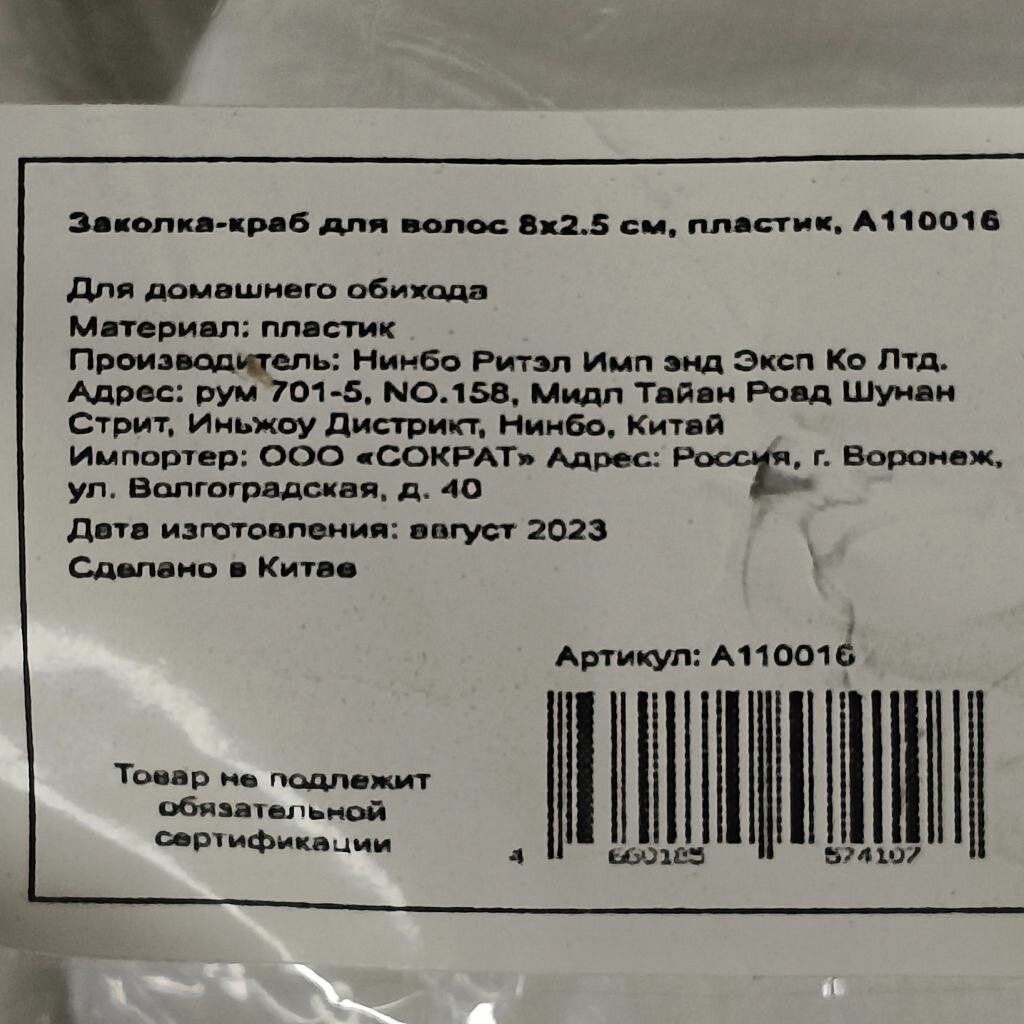 Заколка-краб для волос 8x2.5 см, пластик, A110016
Для домашнего обихода
Материал: пластик
Производитель: Нинбо Ритэл Имп энд Эксп Ко Лтд.
Адрес: рум 701-5, NO.158, Мидл Тайан Роад Шунан
Стрит, Иньжоу Дистрикт, Нинбо, Китай
Импортер: ООО «СОКРАТ» Адрес: Россия, г. Воронеж,
ул. Волгоградская, д. 40
Дата изготовления: август 2023
Сделано в Китае
Артикул: A110016
Товар не подлежит
обязательной
сертификации
4 660185 574107